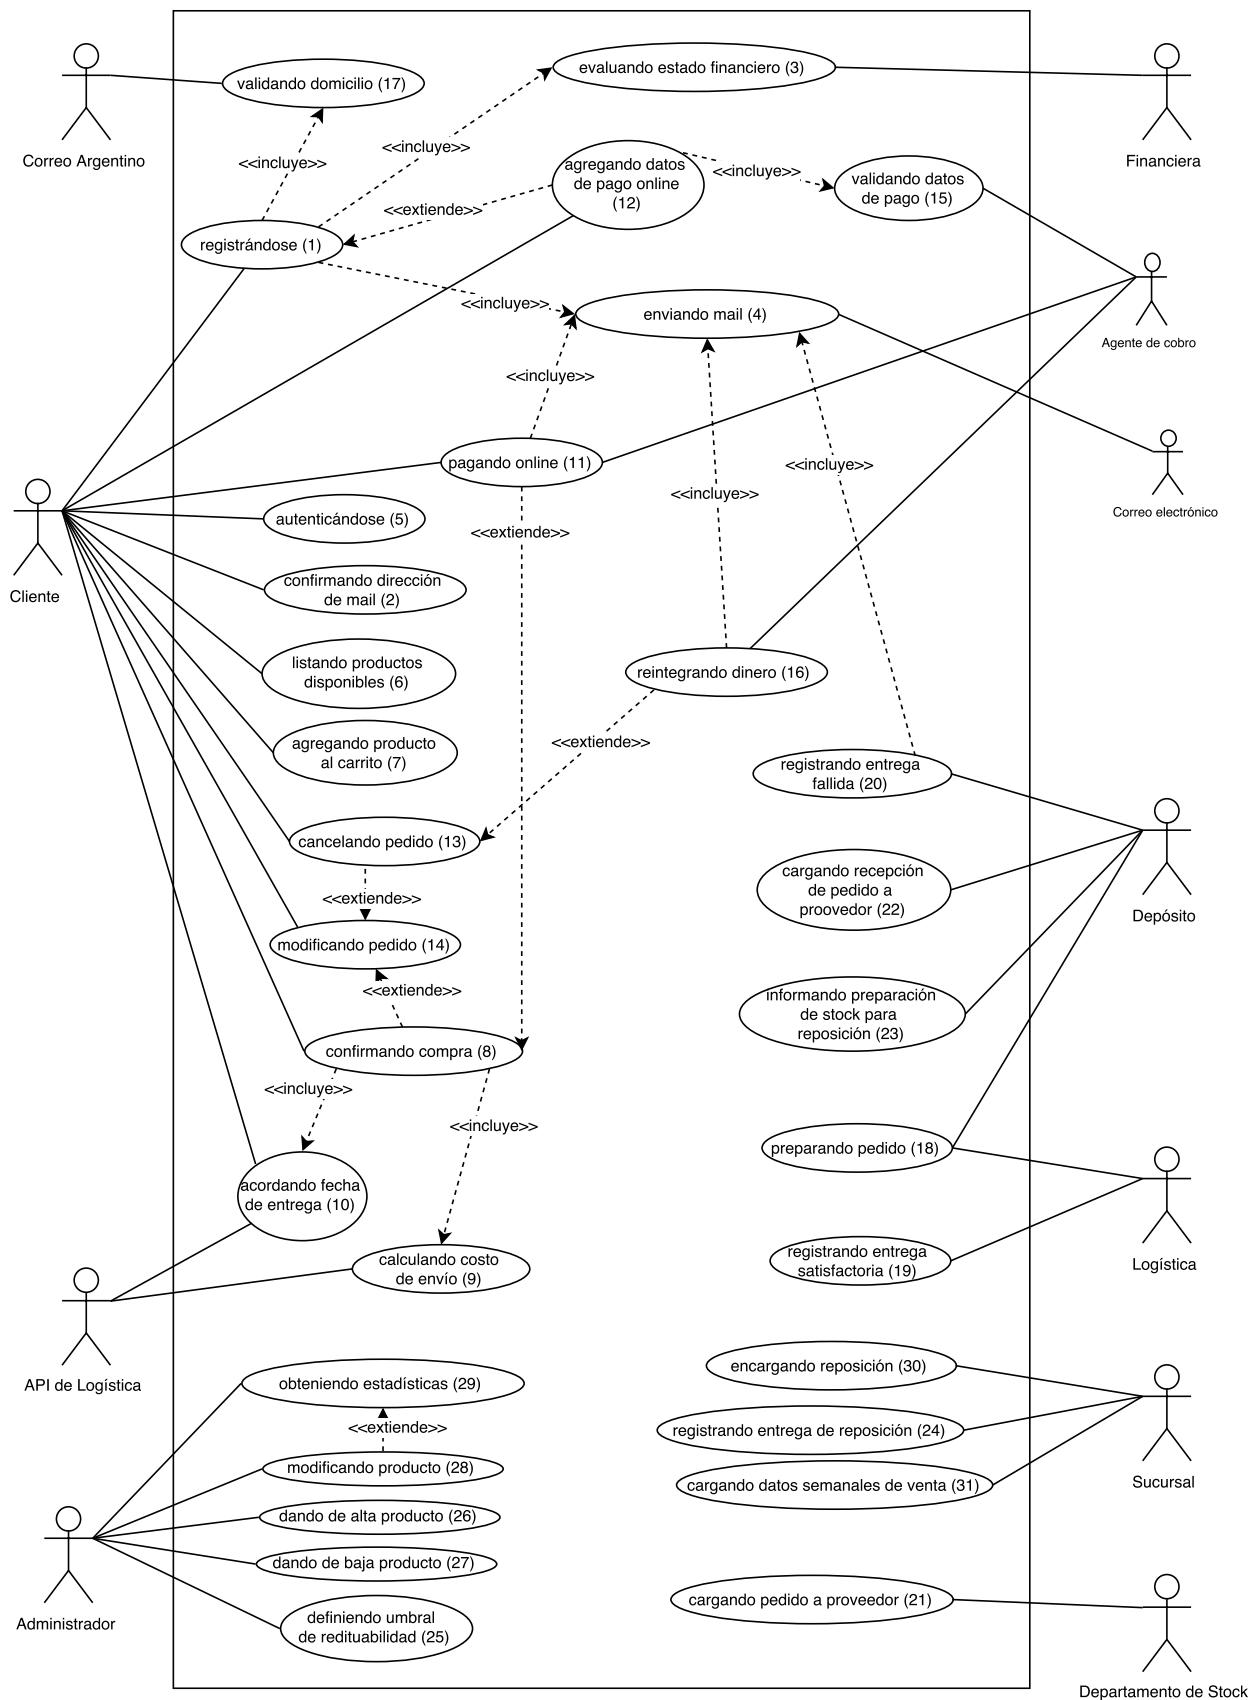 evaluando estado financiero (3)
validando domicilio (17)
Correo Argentino
Financiera
<<incluye>>
<<incluye>>
agregando datos
de pago online
(12)
<<incluye>>
validando datos
de pago (15)
<<extiende>>
registrándose (1)
<<incluye>>
enviando mail (4)
Agente de cobro
<<incluye>>
pagando online (11)
<<incluye>>
<<incluye>>
Correo electrónico
autenticándose (5)
<<extiende>>
confirmando dirección
de mail (2)
Cliente
listando productos
disponibles (6)
reintegrando dinero (16)
agregando producto
al carrito (7)
<<extiende>>
registrando entrega
fallida (20)
cancelando pedido (13)
cargando recepción
de pedido a
proovedor (22)
<<extiende>>
Depósito
modificando pedido (14)
<<extiende>>
informando preparación
de stock para
reposición (23)
confirmando compra (8)
<<incluye>>
<<incluye>>
preparando pedido (18)
acordando fecha
de entrega (10)
registrando entrega
satisfactoria (19)
Logística
calculando costo
de envío (9)
API de Logística
encargando reposición (30)
obteniendo estadísticas (29)
<<extiende>>
registrando entrega de reposición (24)
modificando producto (28)
cargando datos semanales de venta (31)
Sucursal
dando de alta producto (26)
dando de baja producto (27)
Administrador
definiendo umbral
de redituabilidad (25)
cargando pedido a proveedor (21)
Departamento de Stock